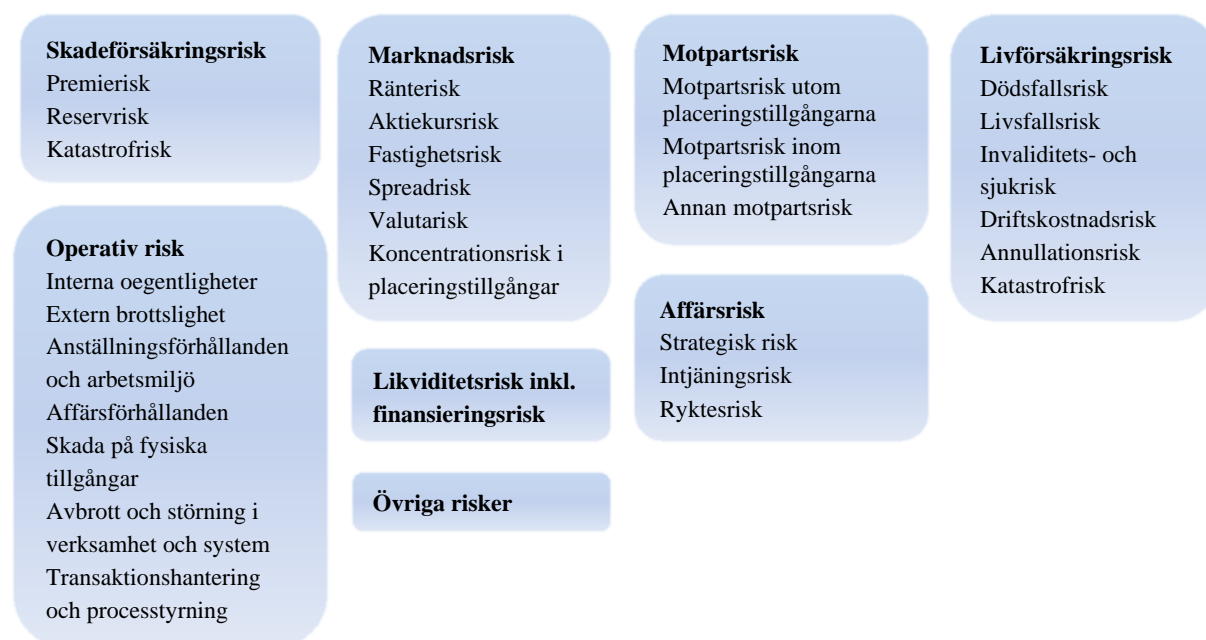 Skadeförsäkringsrisk
Premierisk
Reservrisk
Katastrofrisk
Operativ risk
Interna oegentligheter
Extern brottslighet
Anställningsförhållanden
och arbetsmiljö
Affärsförhållanden
Skada på fysiska
tillgångar
Avbrott och störning i
verksamhet och system
Transaktionshantering
och processtyrning
Marknadsrisk
Ränterisk
Aktiekursrisk
Fastighetsrisk
Spreadrisk
Valutarisk
Koncentrationsrisk i
placeringstillgångar
Likviditetsrisk inkl.
finansieringsrisk
Övriga risker
Motpartsrisk
Motpartsrisk utom
placeringstillgångarna
Motpartsrisk inom
placeringstillgångarna
Annan motpartsrisk
Affärsrisk
Strategisk risk
Intjäningsrisk
Ryktesrisk
Livförsäkringsrisk
Dödsfallsrisk
Livsfallsrisk
Invaliditets- och
sjukrisk
Driftskostnadsrisk
Annullationsrisk
Katastrofrisk